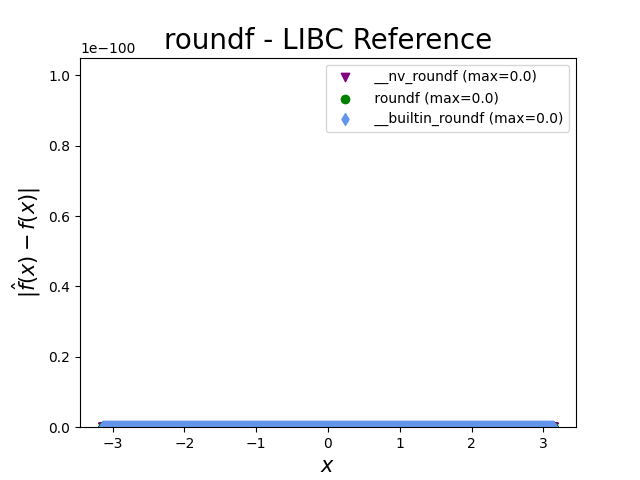 roundf - LIBC Reference
1e−100
1.0
0.8
0.6
0.4
0.2
0.0
|f̂(x) − f(x)|
__nv_roundf (max=0.0)
roundf (max=0.0)
__builtin_roundf (max=0.0)
−3
−2
−1
0
1
2
3
x